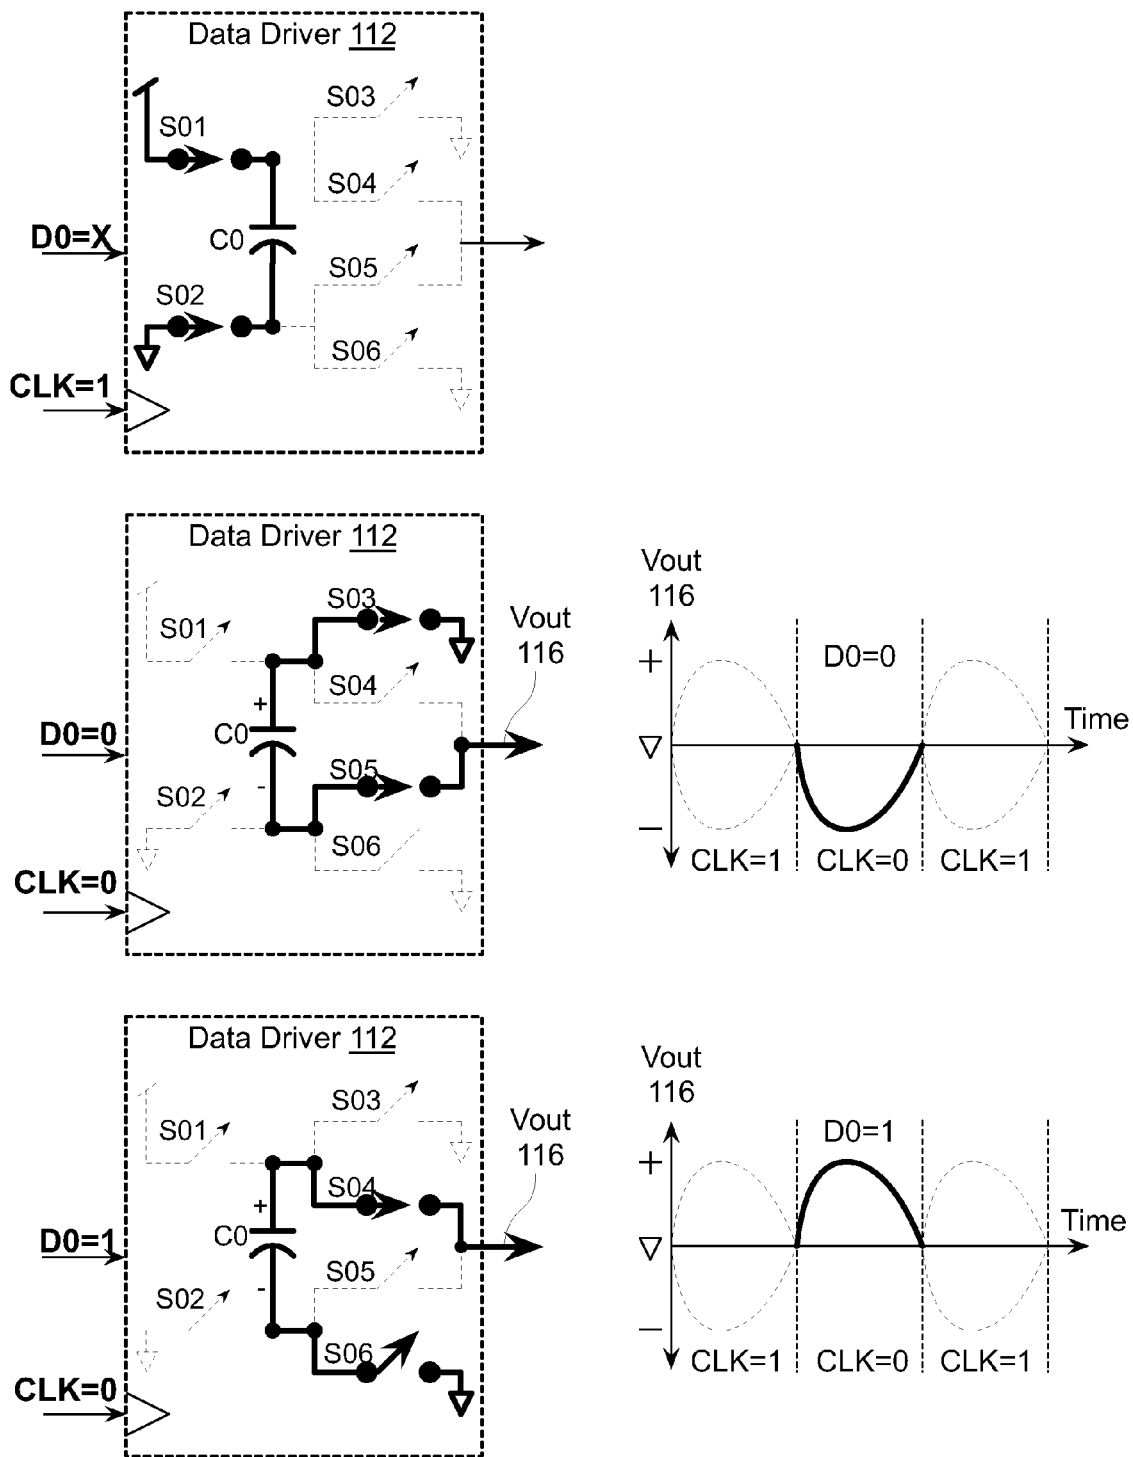 Data Driver 112
S01
S02
S03
S04
S05
S06
C0
D0=X
CLK=1
Data Driver 112
S01
S02
S03
S04
S05
S06
+
C0
-
D0=0
CLK=0
Vout
116
Vout
116
+
−
D0=0
Time
CLK=1 CLK=0 CLK=1
Data Driver 112
S01
S02
S03
S04
S05
S06
+
C0
-
D0=1
CLK=0
Vout
116
Vout
116
+
−
D0=1
Time
CLK=1 CLK=0 CLK=1